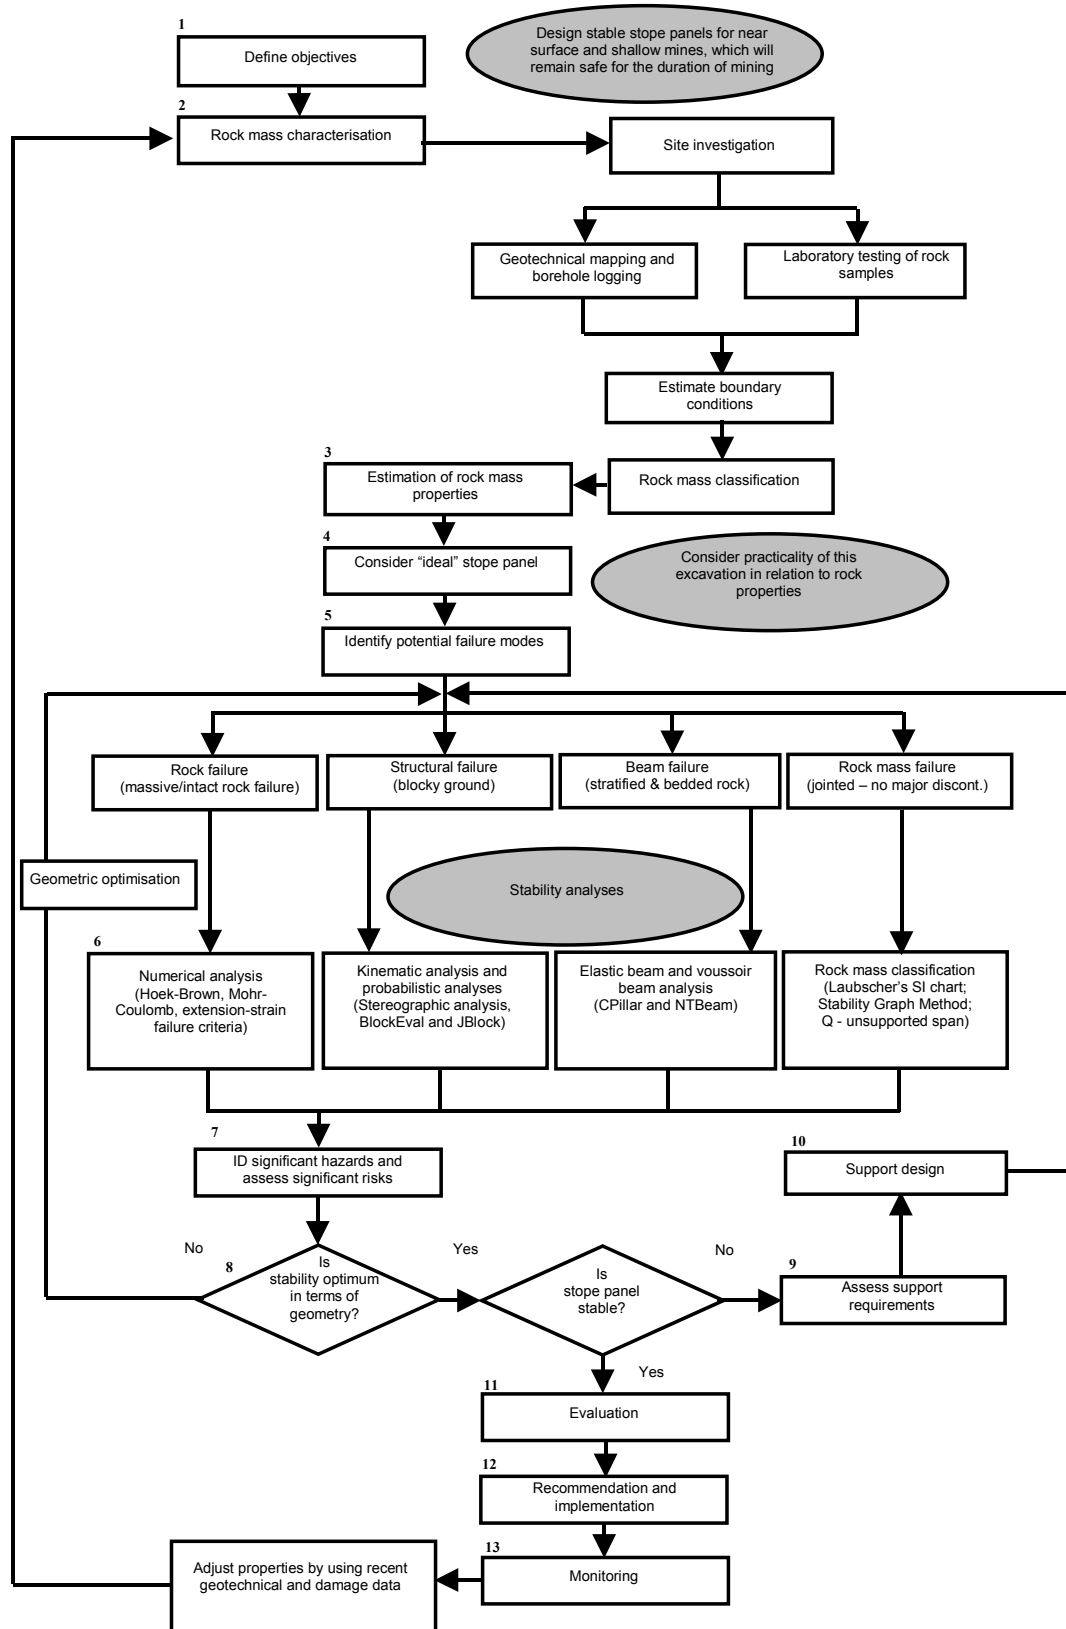 1
Define objectives
Design stable stope panels for near
surface and shallow mines, which will
remain safe for the duration of mining
2
Rock mass characterisation
Site investigation
Geotechnical mapping and
borehole logging
Laboratory testing of rock
samples
Estimate boundary
conditions
3
Estimation of rock mass
properties
Rock mass classification
4
Consider “ideal” stope panel
Consider practicality of this
excavation in relation to rock
properties
5
Identify potential failure modes
Rock failure
(massive/intact rock failure)
Structural failure
(blocky ground)
Beam failure
(stratified & bedded rock)
Rock mass failure
(jointed – no major discont.)
Geometric optimisation
Stability analyses
6
Numerical analysis
(Hoek-Brown, Mohr-
Coulomb, extension-strain
failure criteria)
Kinematic analysis and
probabilistic analyses
(Stereographic analysis,
BlockEval and JBlock)
Elastic beam and voussoir
beam analysis
(CPillar and NTBeam)
Rock mass classification
(Laubscher’s SI chart;
Stability Graph Method;
Q - unsupported span)
7
ID significant hazards and
assess significant risks
10
Support design
No
8
Is
stability optimum
in terms of
geometry?
Yes
Is
stope panel
stable?
No
9
Assess support
requirements
Yes
11
Evaluation
12
Recommendation and
implementation
13
Monitoring
Adjust properties by using recent
geotechnical and damage data